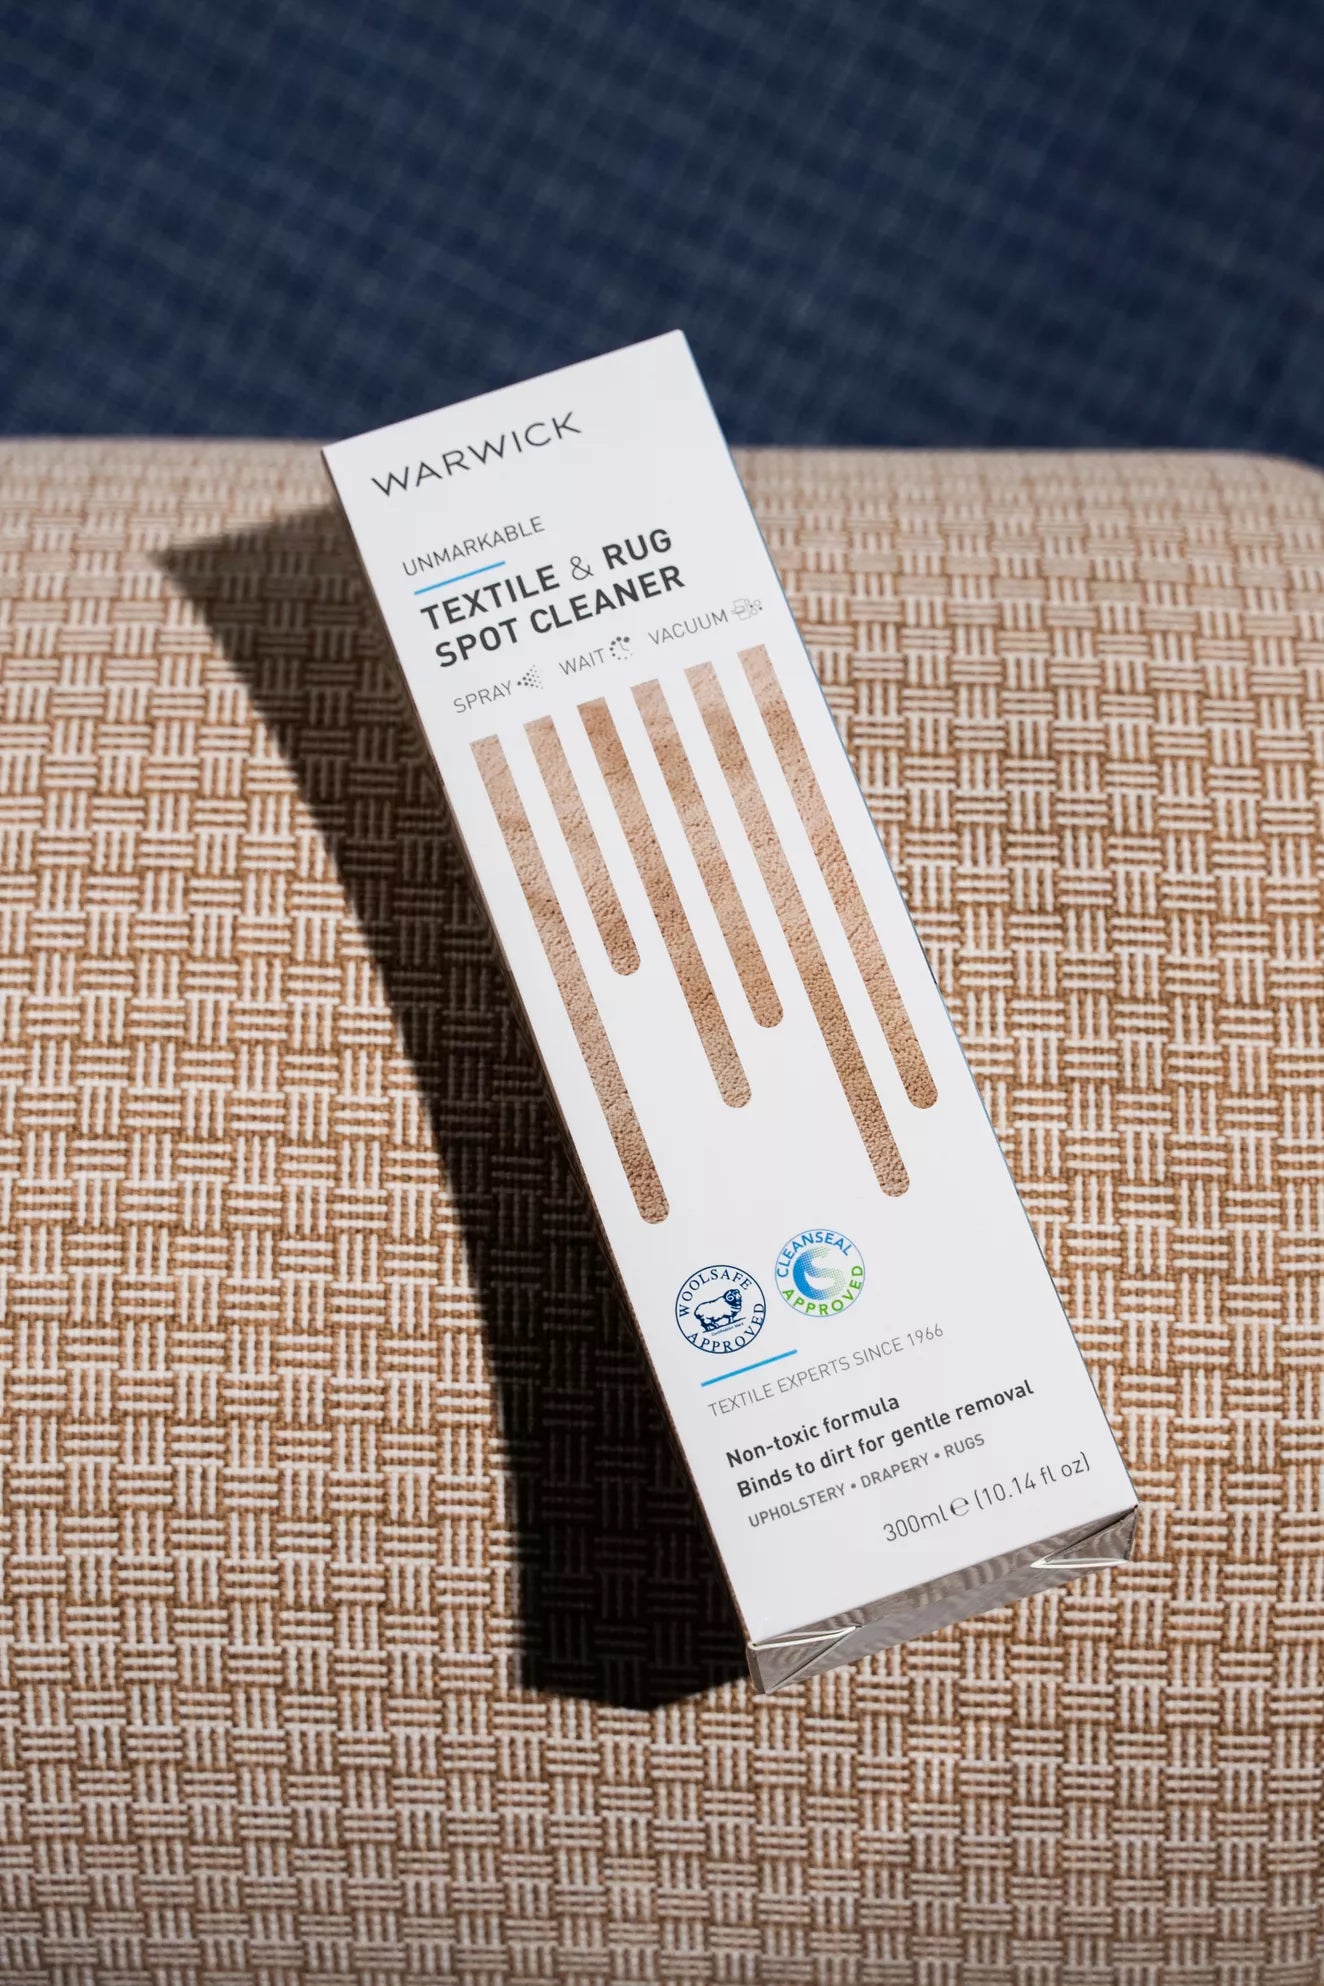 WARWICK
UNMARKABLE
TEXTILE & RUG
SPOT CLEANER
SPRAY WAIT VACUUM
WOOLSAFE
APPROVED
CLEANSEAL
APPROVED
TEXTILE EXPERTS SINCE 1966
Non-toxic formula
Binds to dirt for gentle removal
UPHOLSTERY • DRAPERY • RUGS
300ml ℮ (10.14 fl oz)